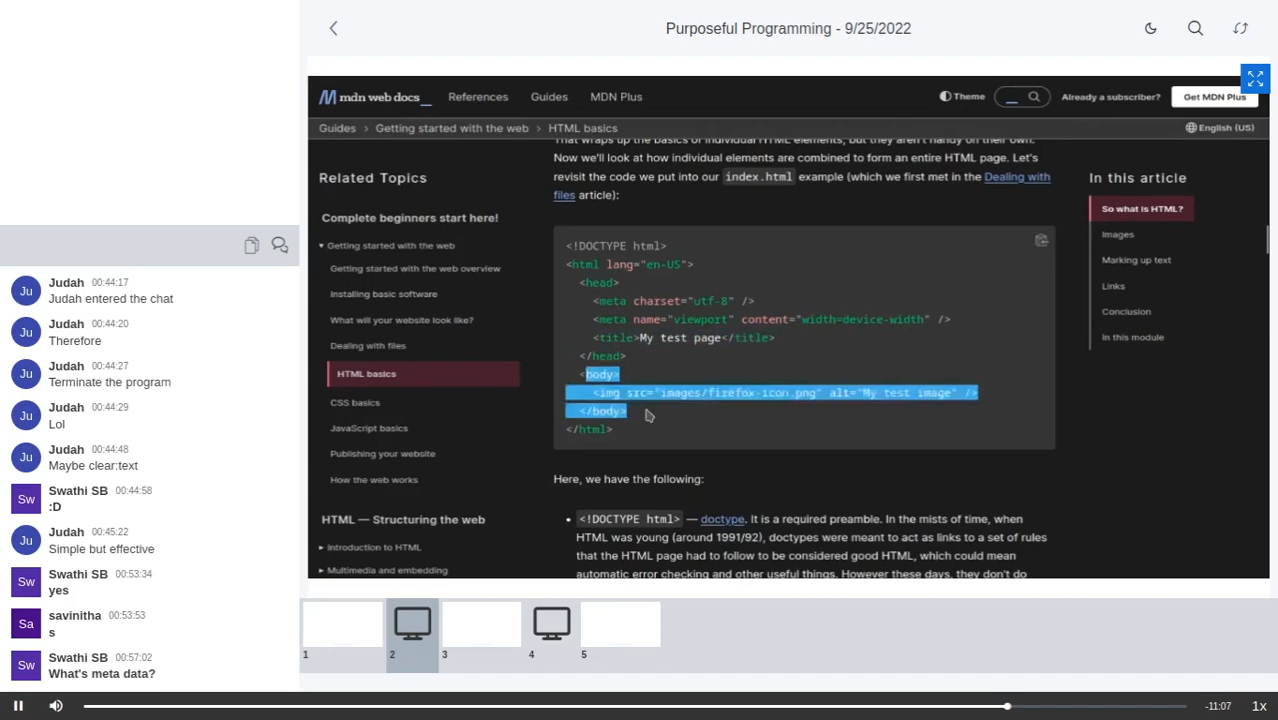 Purposeful Programming - 9/25/2022
Ju
Judah 00:44:17
Judah entered the chat
Ju
Judah 00:44:20
Therefore
Ju
Judah 00:44:27
Terminate the program
Ju
Judah 00:44:29
Lol
Ju
Judah 00:44:48
Maybe clear:text
Sw
Swathi SB 00:44:58
:D
Ju
Judah 00:45:22
Simple but effective
Sw
Swathi SB 00:53:34
yes
Sa
savinitha 00:53:53
s
Sw
Swathi SB 00:57:02
What's meta data?
M mdn web docs_ References Guides MDN Plus Theme Already a subscriber? Get MDN Plus
Guides > Getting started with the web > HTML basics English (US)
Related Topics
Complete beginners start here!
Getting started with the web
Getting started with the web overview
Installing basic software
What will your website look like?
Dealing with files
HTML basics
CSS basics
JavaScript basics
Publishing your website
How the web works
HTML — Structuring the web
Introduction to HTML
Multimedia and embedding
That wraps up the basics of individual HTML elements, but they aren't handy on their own.
Now we'll look at how individual elements are combined to form an entire HTML page. Let's
revisit the code we put into our index.html example (which we first met in the Dealing with
files article):
<!DOCTYPE html>
<html lang="en-US">
<head>
<meta charset="utf-8" />
<meta name="viewport" content="width=device-width" />
<title>My test page</title>
</head>
<body>
<img src="images/firefox-icon.png" alt="My test image" />
</body>
</html>
Here, we have the following:
• <!DOCTYPE html> — doctype. It is a required preamble. In the mists of time, when
HTML was young (around 1991/92), doctypes were meant to act as links to a set of rules
that the HTML page had to follow to be considered good HTML, which could mean
automatic error checking and other useful things. However these days, they don't do
In this article
So what is HTML?
Images
Marking up text
Links
Conclusion
In this module
1 2 3 4 5
-11:07 1x